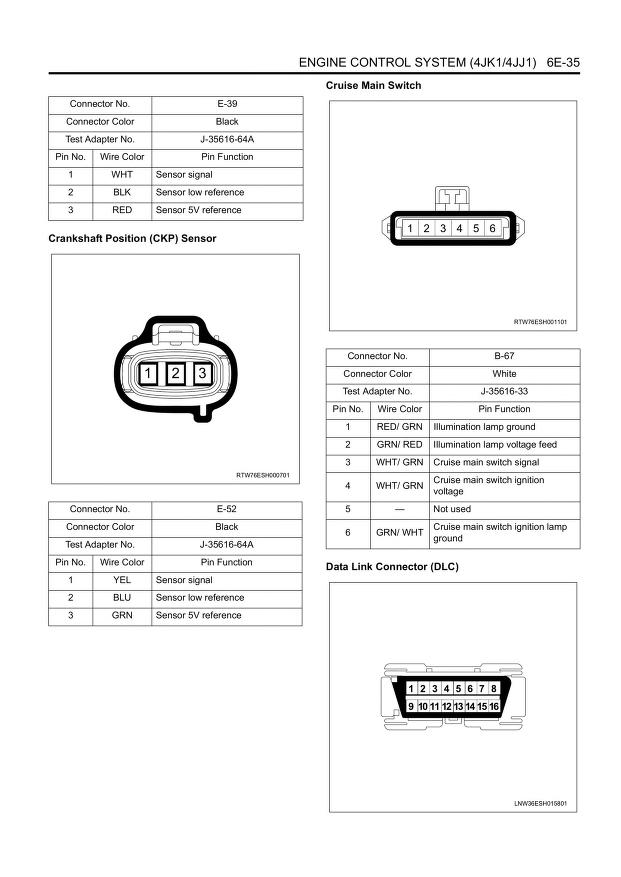 ENGINE CONTROL SYSTEM (4JK1/4JJ1) 6E-35
Connector No. E-39
Connector Color Black
Test Adapter No. J-35616-64A
Pin No. Wire Color Pin Function
1 WHT Sensor signal
2 BLK Sensor low reference
3 RED Sensor 5V reference
Crankshaft Position (CKP) Sensor
1 2 3
RTW76ESH000701
Connector No. E-52
Connector Color Black
Test Adapter No. J-35616-64A
Pin No. Wire Color Pin Function
1 YEL Sensor signal
2 BLU Sensor low reference
3 GRN Sensor 5V reference
Cruise Main Switch
1 2 3 4 5 6
RTW76ESH001101
Connector No. B-67
Connector Color White
Test Adapter No. J-35616-33
Pin No. Wire Color Pin Function
1 RED/ GRN Illumination lamp ground
2 GRN/ RED Illumination lamp voltage feed
3 WHT/ GRN Cruise main switch signal
4 WHT/ GRN Cruise main switch ignition
voltage
5 — Not used
6 GRN/ WHT Cruise main switch ignition lamp
ground
Data Link Connector (DLC)
1 2 3 4 5 6 7 8
9 10 11 12 13 14 15 16
LNW36ESH015801